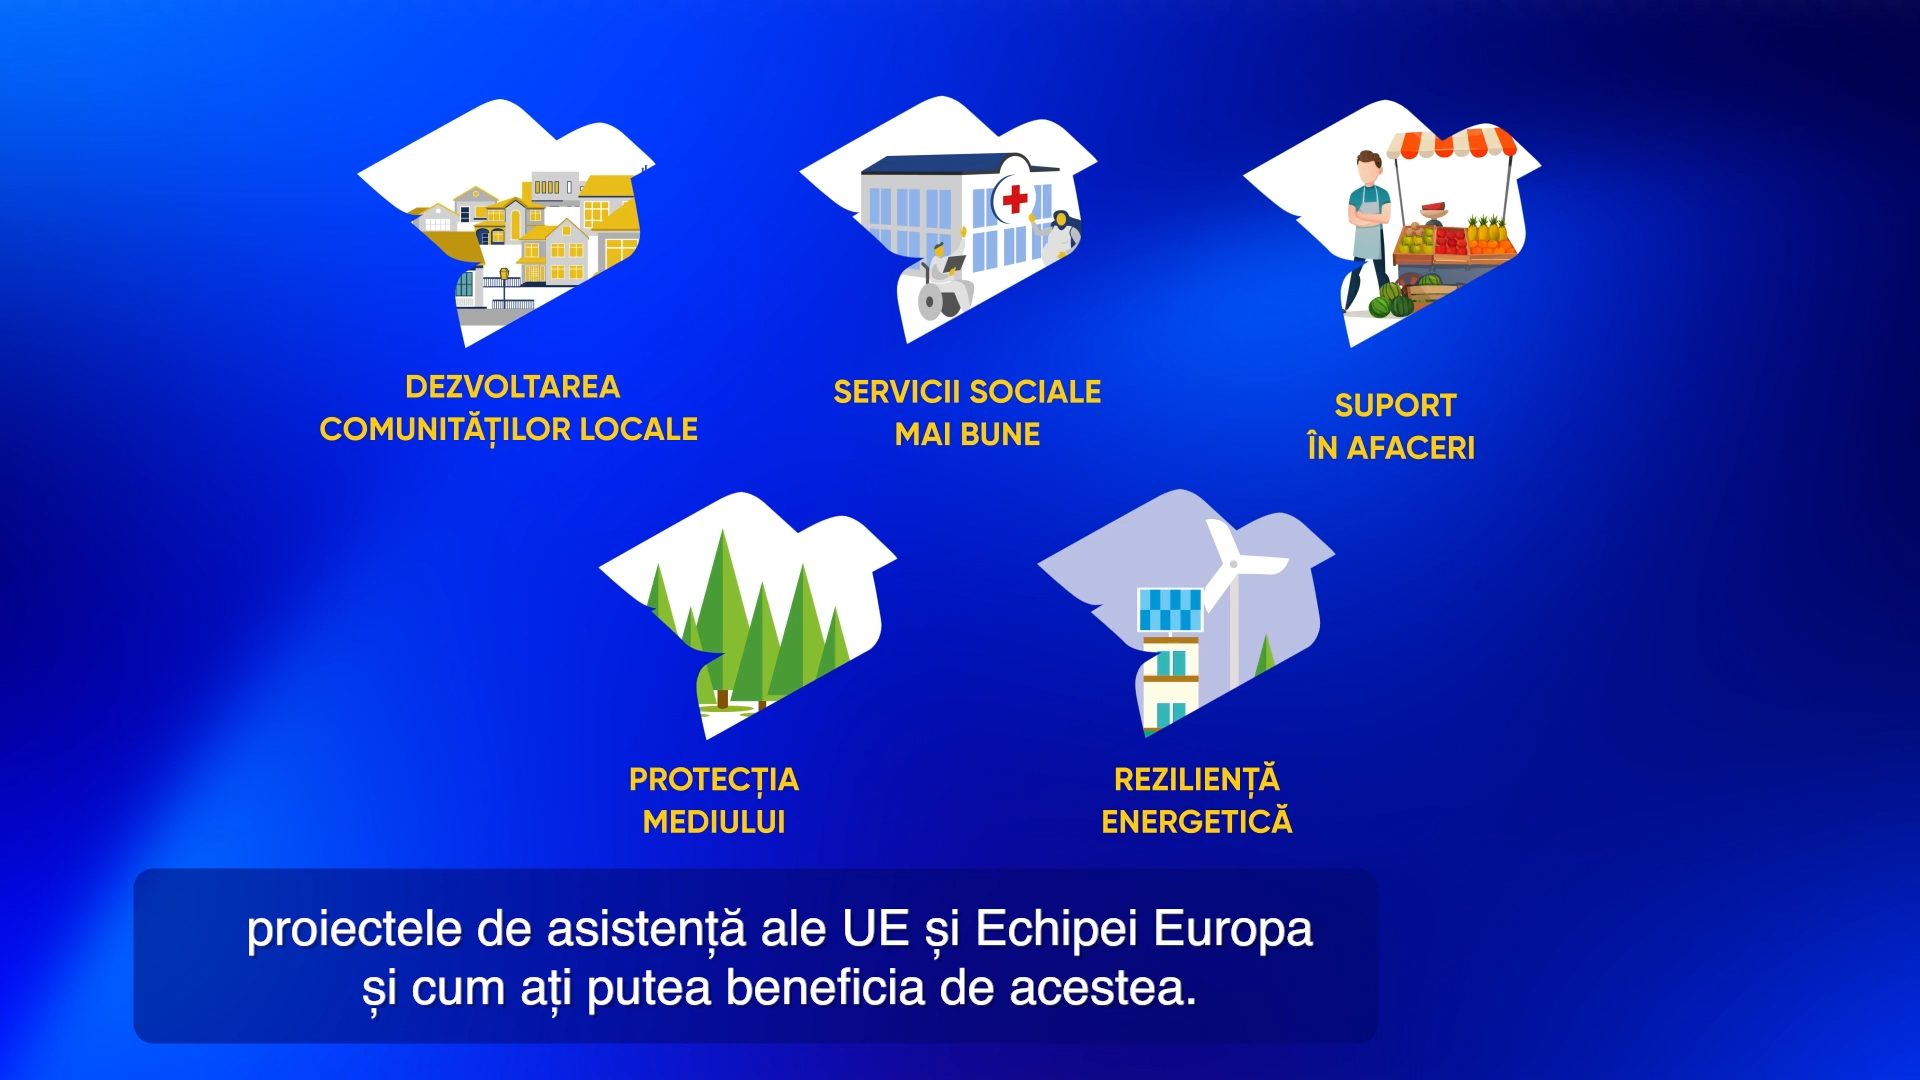 DEZVOLTAREA
COMUNITĂȚILOR LOCALE
SERVICII SOCIALE
MAI BUNE
SUPORT
ÎN AFACERI
PROTECȚIA
MEDIULUI
REZILIENȚĂ
ENERGETICĂ
proiectele de asistență ale UE și Echipei Europa
și cum ați putea beneficia de acestea.